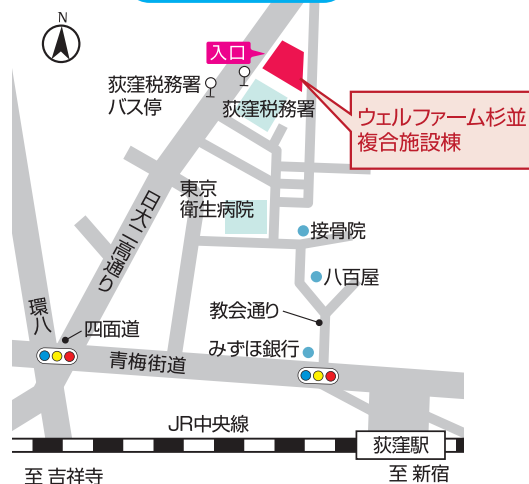 N
入口
荻窪税務署
バス停
荻窪税務署
ウェルファーム杉並
複合施設棟
東京
衛生病院
日大二高通り
接骨院
八百屋
教会通り
環八
四面道
みずほ銀行
青梅街道
JR中央線
荻窪駅
至 吉祥寺
至 新宿